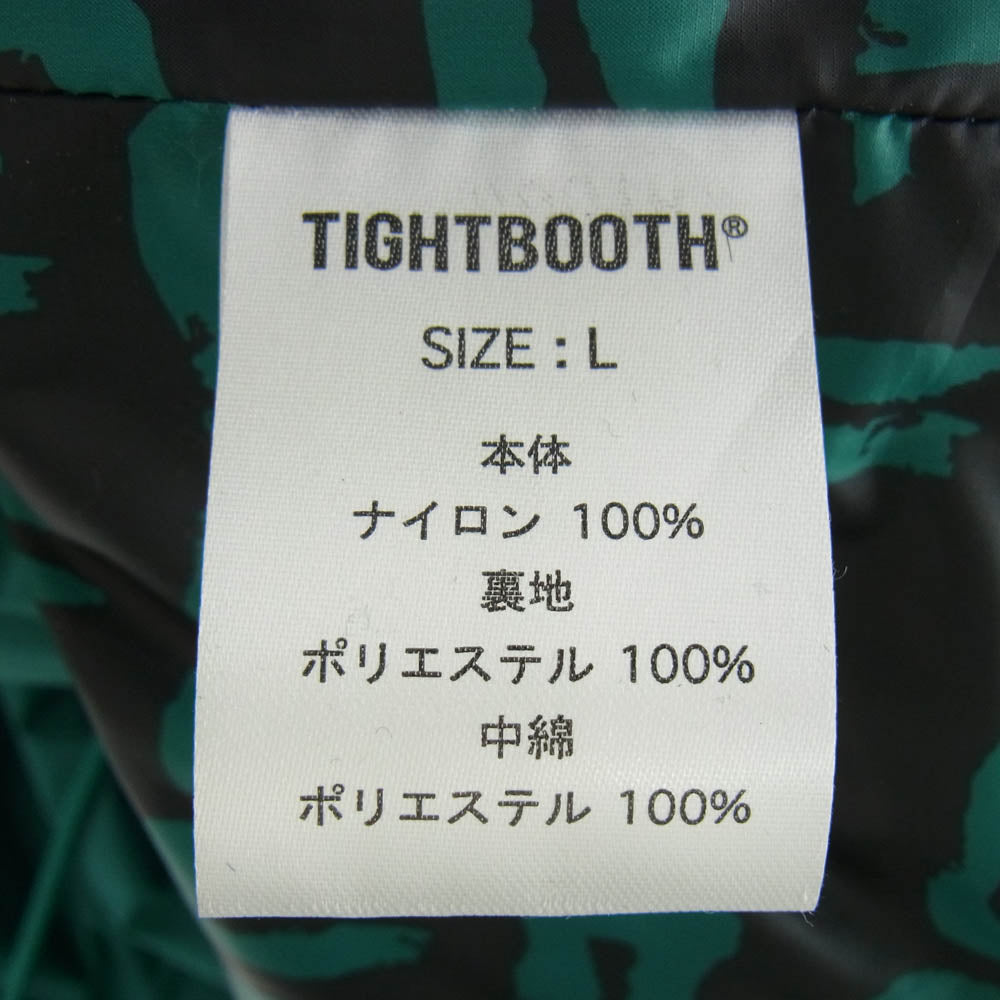 TIGHTBOOTH®
SIZE : L
本体
ナイロン 100%
裏地
ポリエステル 100%
中綿
ポリエステル 100%